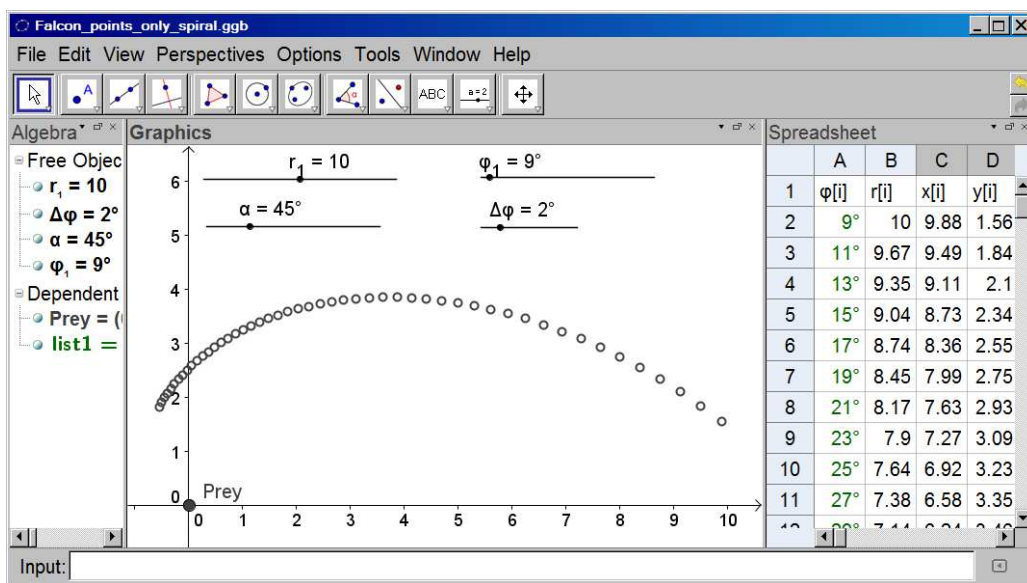 Falcon_points_only_spiral.ggb
File Edit View Perspectives Options Tools Window Help
A
α
ABC
a=2
Algebra
Free Objec
r₁ = 10
Δφ = 2°
α = 45°
φ₁ = 9°
Dependent
Prey = (
list1 =
Graphics
r₁ = 10
φ₁ = 9°
α = 45°
Δφ = 2°
6
5
4
3
2
1
0
Prey
0 1 2 3 4 5 6 7 8 9 10
Spreadsheet
A B C D
1 φ[i] r[i] x[i] y[i]
2 9° 10 9.88 1.56
3 11° 9.67 9.49 1.84
4 13° 9.35 9.11 2.1
5 15° 9.04 8.73 2.34
6 17° 8.74 8.36 2.55
7 19° 8.45 7.99 2.75
8 21° 8.17 7.63 2.93
9 23° 7.9 7.27 3.09
10 25° 7.64 6.92 3.23
11 27° 7.38 6.58 3.35
Input: